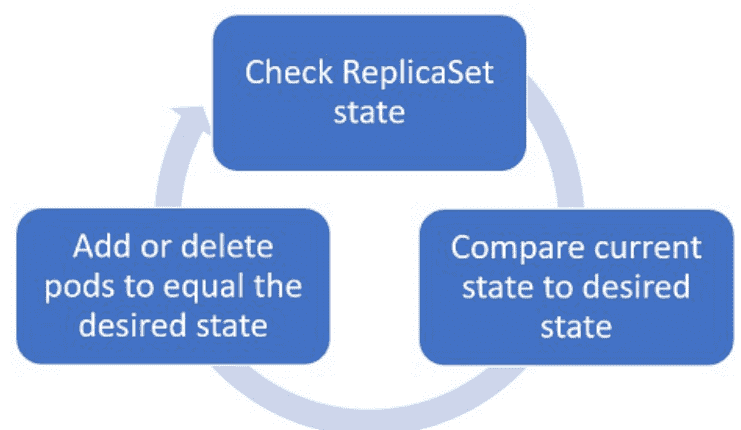 Check ReplicaSet
state
Compare current
state to desired
state
Add or delete
pods to equal the
desired state